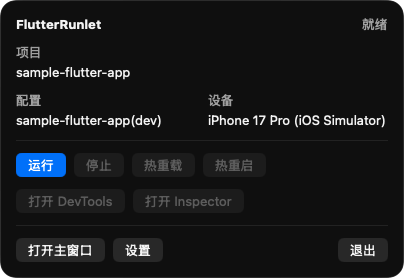 FlutterRunlet 就绪
项目
sample-flutter-app
配置 设备
sample-flutter-app(dev) iPhone 17 Pro (iOS Simulator)
运行 停止 热重载 热重启
打开 DevTools 打开 Inspector
打开主窗口 设置 退出